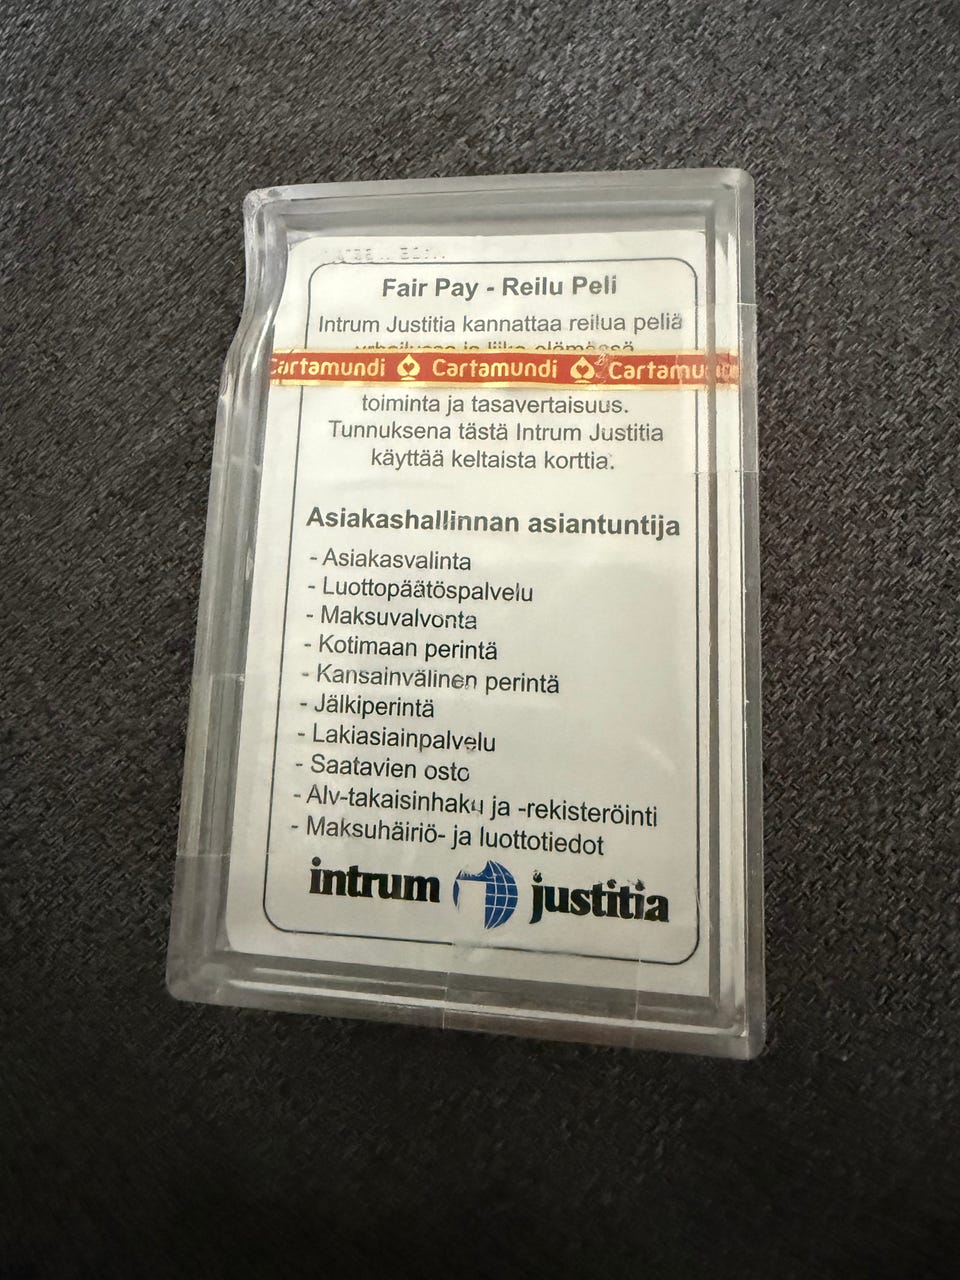 Fair Pay - Reilu Peli
Intrum Justitia kannattaa reilua peliä
Cartamundi Cartamundi Cartamu
toiminta ja tasavertaisuus.
Tunnuksena tästä Intrum Justitia
käyttää keltaista korttia.
Asiakashallinnan asiantuntija
- Asiakasvalinta
- Luottopäätöspalvelu
- Maksuvalvonta
- Kotimaan perintä
- Kansainvälinen perintä
- Jälkiperintä
- Lakiasiainpalvelu
- Saatavien osto
- Alv-takaisinhaku ja -rekisteröinti
- Maksuhäiriö- ja luottotiedot
intrum justitia